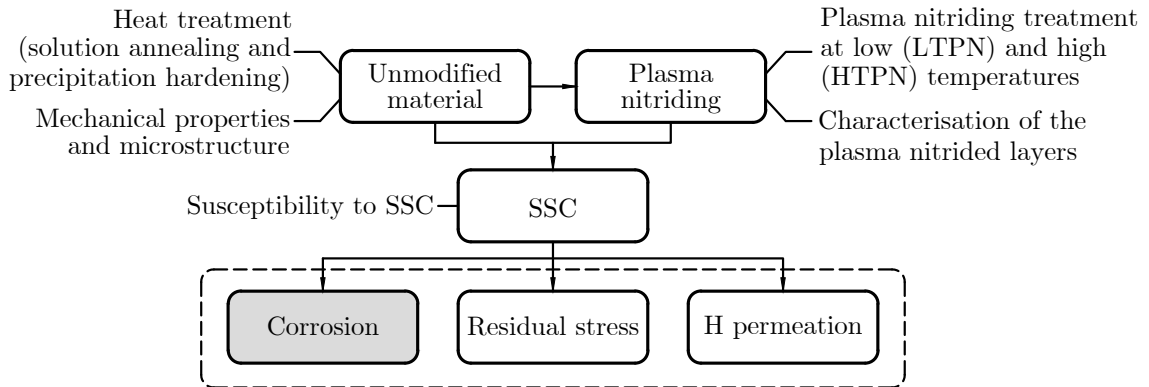 Heat treatment
(solution annealing and
precipitation hardening)
Mechanical properties
and microstructure
Unmodified
material
Plasma
nitriding
Plasma nitriding treatment
at low (LTPN) and high
(HTPN) temperatures
Characterisation of the
plasma nitrided layers
Susceptibility to SSC
SSC
Corrosion
Residual stress
H permeation